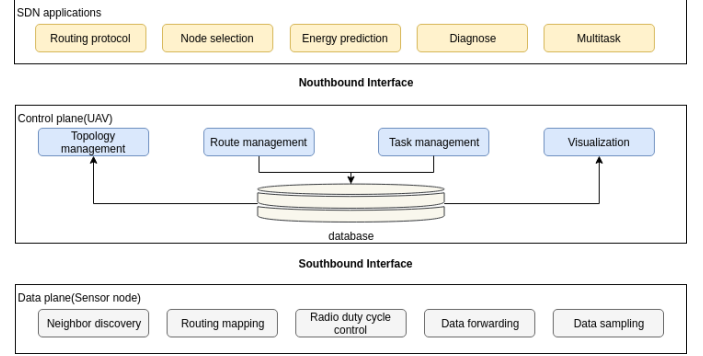 SDN applications
Routing protocol
Node selection
Energy prediction
Diagnose
Multitask
Nouthbound Interface
Control plane(UAV)
Topology
management
Route management
Task management
Visualization
database
Southbound Interface
Data plane(Sensor node)
Neighbor discovery
Routing mapping
Radio duty cycle
control
Data forwarding
Data sampling